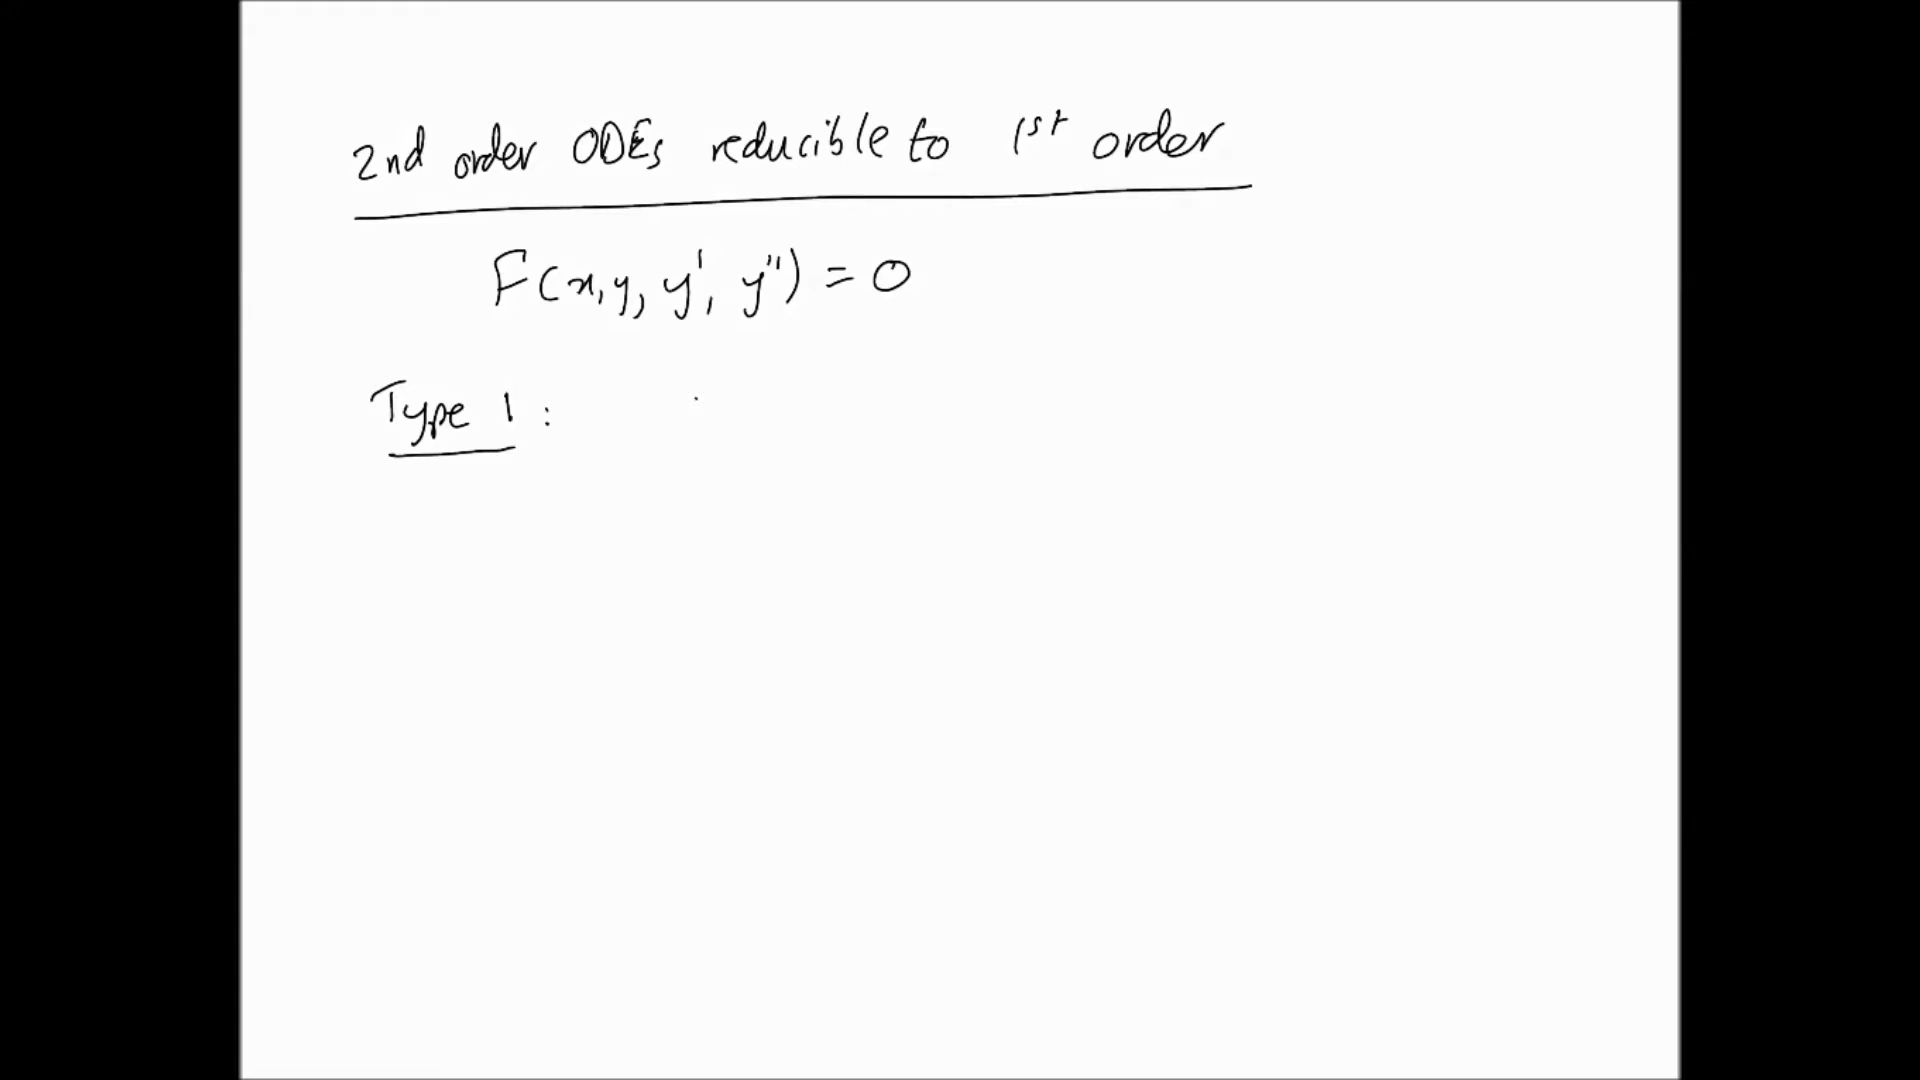 2nd order ODEs reducible to 1st order
F(x, y, y', y'') = 0
Type 1 :